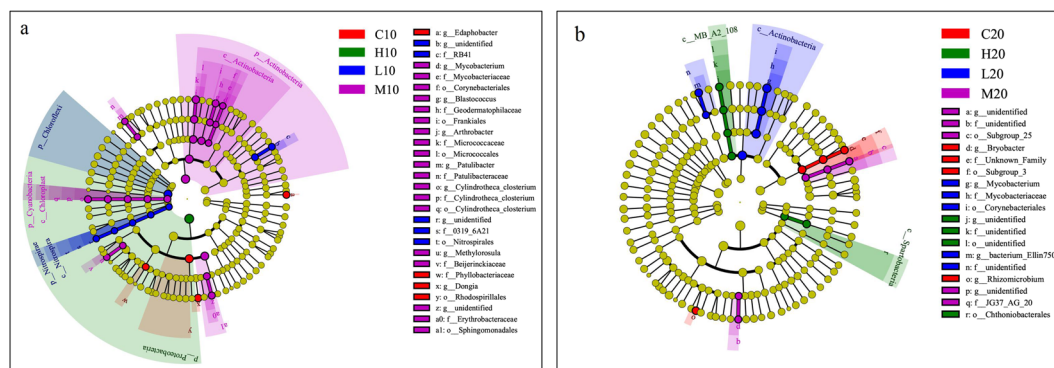 a
C10
H10
L10
M10
p__Actinobacteria
c__Actinobacteria
p__Chloroflexi
p__Cyanobacteria
c__Chloroplast
p__Nitrospirae
c__Nitrospira
p__Proteobacteria
a: g__Edaphobacter
b: g__unidentified
c: f__RB41
d: g__Mycobacterium
e: f__Mycobacteriaceae
f: o__Corynebacteriales
g: g__Blastococcus
h: f__Geodermatophilaceae
i: o__Frankiales
j: g__Arthrobacter
k: f__Micrococcaceae
l: o__Micrococcales
m: g__Patulibacter
n: f__Patulibacteraceae
o: g__Cylindrotheca_closterium
p: f__Cylindrotheca_closterium
q: o__Cylindrotheca_closterium
r: g__unidentified
s: f__0319_6A21
t: o__Nitrospirales
u: g__Methylorosula
v: f__Beijerinckiaceae
w: f__Phyllobacteriaceae
x: g__Dongia
y: o__Rhodospirillales
z: g__unidentified
a0: f__Erythrobacteraceae
a1: o__Sphingomonadales
b
C20
H20
L20
M20
c__MB_A2_108
c__Actinobacteria
c__Spartobacteria
a: g__unidentified
b: f__unidentified
c: o__Subgroup_25
d: g__Bryobacter
e: f__Unknown_Family
f: o__Subgroup_3
g: g__Mycobacterium
h: f__Mycobacteriaceae
i: o__Corynebacteriales
j: g__unidentified
k: f__unidentified
l: o__unidentified
m: g__bacterium_Ellin750
n: f__unidentified
o: g__Rhizomicrobium
p: g__unidentified
q: f__JG37_AG_20
r: o__Chthoniobacterales